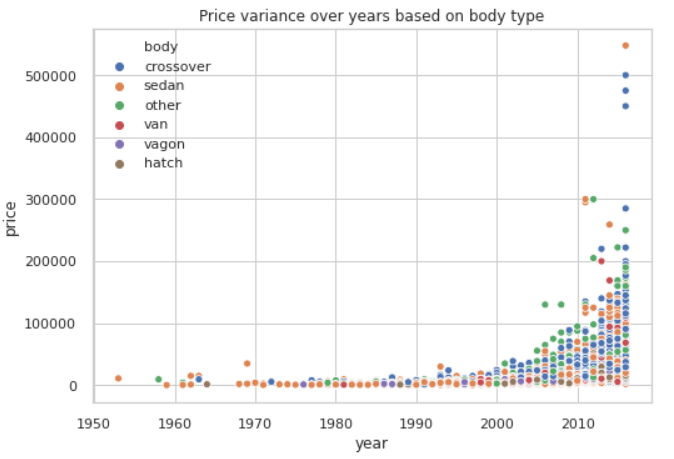 Price variance over years based on body type
body
crossover
sedan
other
van
vagon
hatch
500000
400000
300000
200000
100000
0
price
1950 1960 1970 1980 1990 2000 2010
year